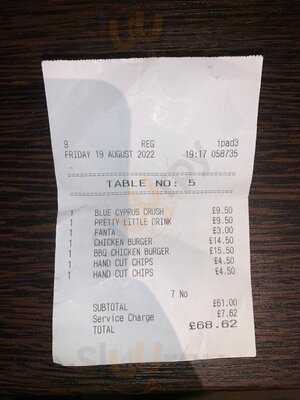 9 REG ipad3
FRIDAY 19 AUGUST 2022 19:17 058735
TABLE NO: 5
1 BLUE CYPRUS CRUSH £9.50
1 PRETTY LITTLE DRINK £9.50
1 FANTA £3.00
1 CHICKEN BURGER £14.50
1 BBQ CHICKEN BURGER £15.50
1 HAND CUT CHIPS £4.50
1 HAND CUT CHIPS £4.50
7 No
SUBTOTAL £61.00
Service Charge £7.62
TOTAL £68.62